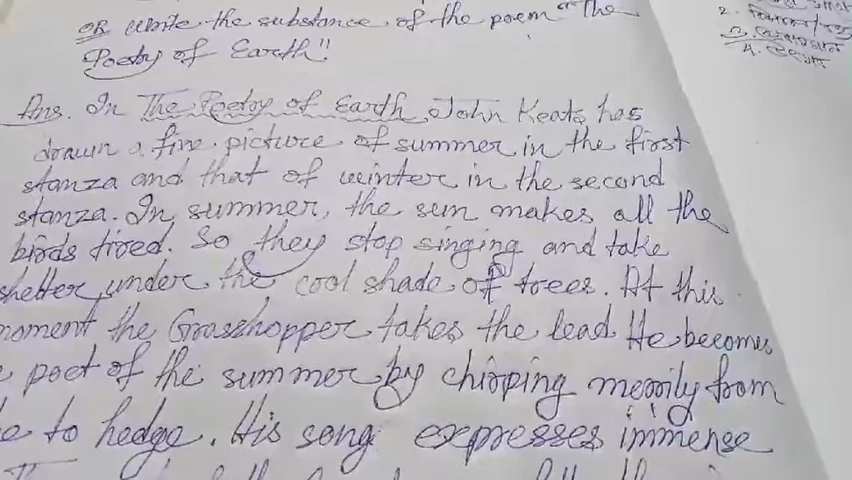 OR Write the substance of the poem "The
Poetry of Earth".
Ans. In The Poetry of Earth, John Keats has
drawn a fine picture of summer in the first
stanza and that of winter in the second
stanza. In summer, the sun makes all the
birds tired. So they stop singing and take
shelter under the cool shade of trees. At this
moment the Grasshopper takes the lead He becomes
poet of the summer by chirping merrily from
to hedge. His song expresses immense
2.
3.
4.